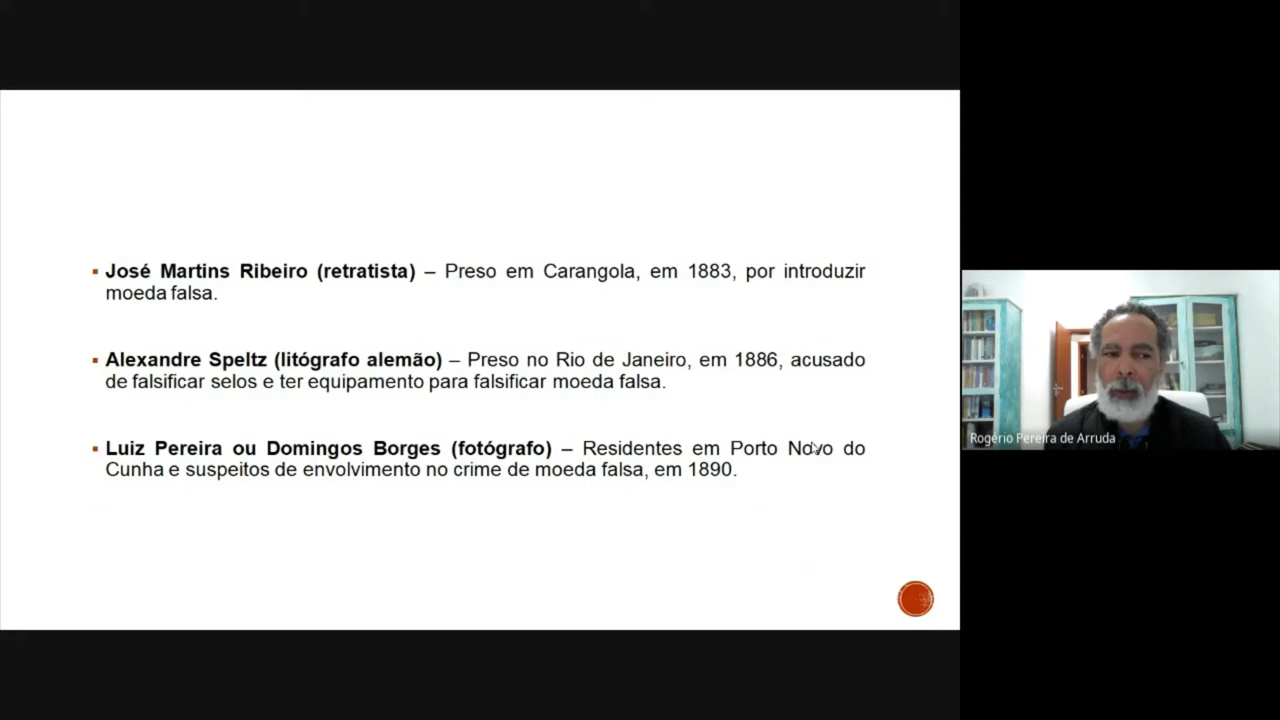 ▪ José Martins Ribeiro (retratista) – Preso em Carangola, em 1883, por introduzir
moeda falsa.
▪ Alexandre Speltz (litógrafo alemão) – Preso no Rio de Janeiro, em 1886, acusado
de falsificar selos e ter equipamento para falsificar moeda falsa.
▪ Luiz Pereira ou Domingos Borges (fotógrafo) – Residentes em Porto Novo do
Cunha e suspeitos de envolvimento no crime de moeda falsa, em 1890.
Rogério Pereira de Arruda